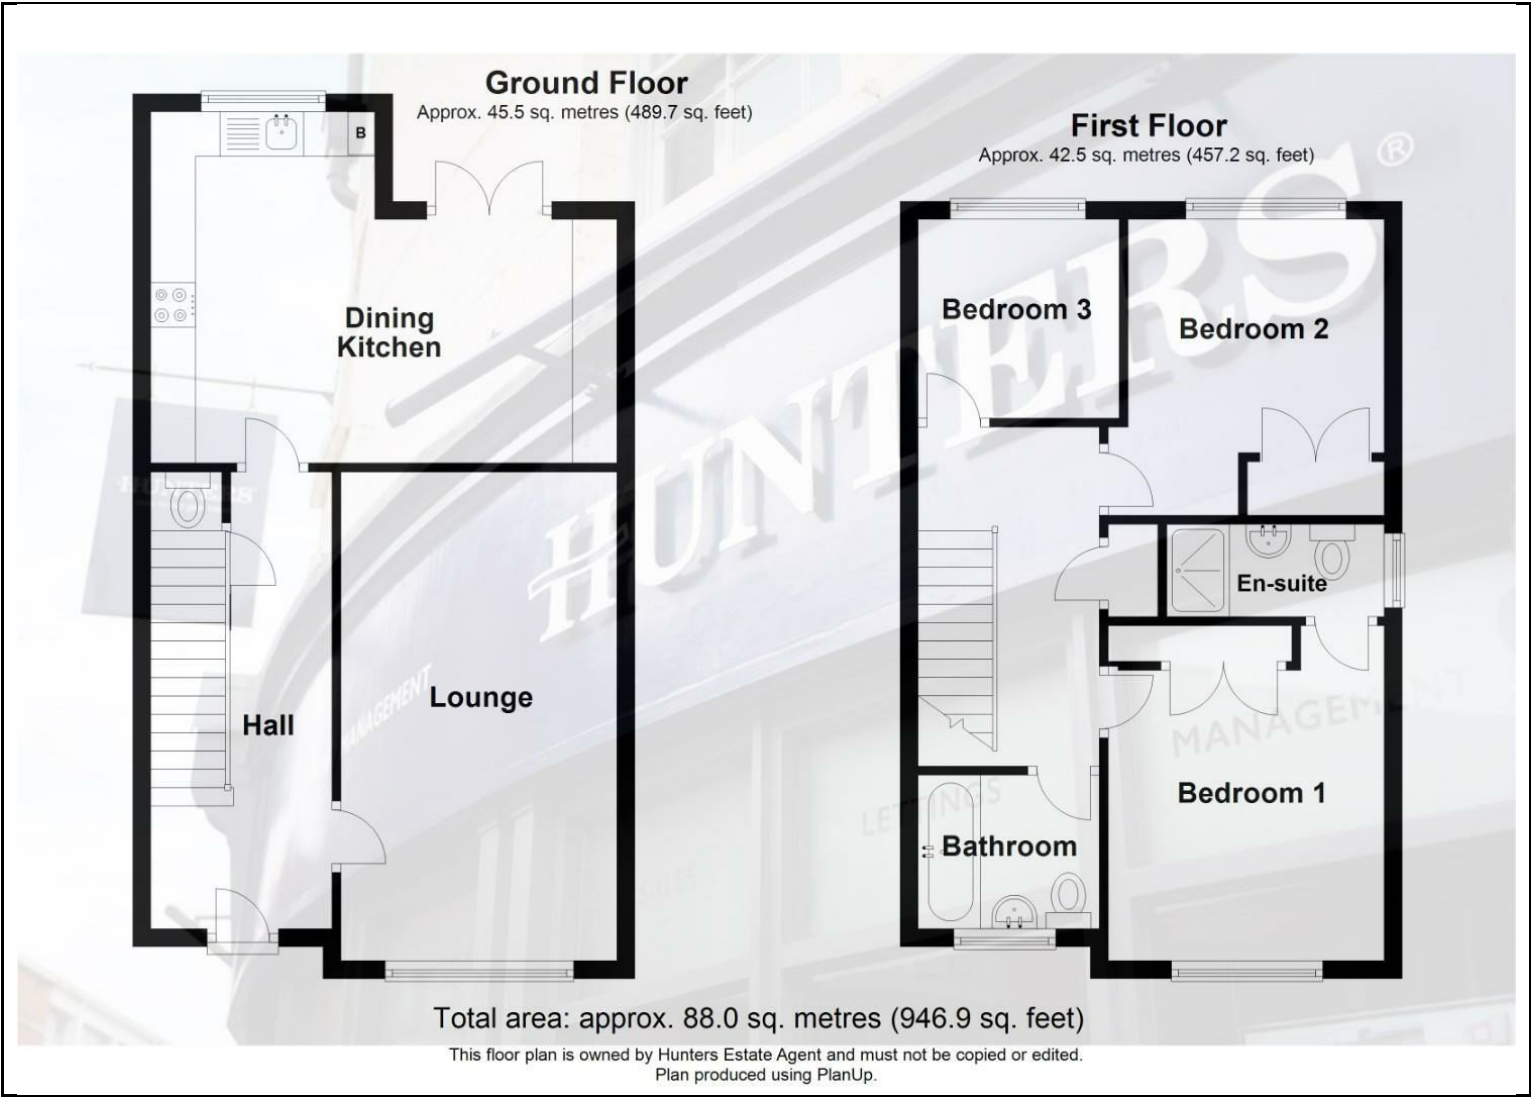 Ground Floor
Approx. 45.5 sq. metres (489.7 sq. feet)
B
Dining
Kitchen
Lounge
Hall
First Floor
Approx. 42.5 sq. metres (457.2 sq. feet)
Bedroom 3
Bedroom 2
En-suite
Bedroom 1
Bathroom
HUNTERS®
HUNTERS
MANAGEMENT
MANAGEMENT
LETTINGS
Total area: approx. 88.0 sq. metres (946.9 sq. feet)
This floor plan is owned by Hunters Estate Agent and must not be copied or edited.
Plan produced using PlanUp.